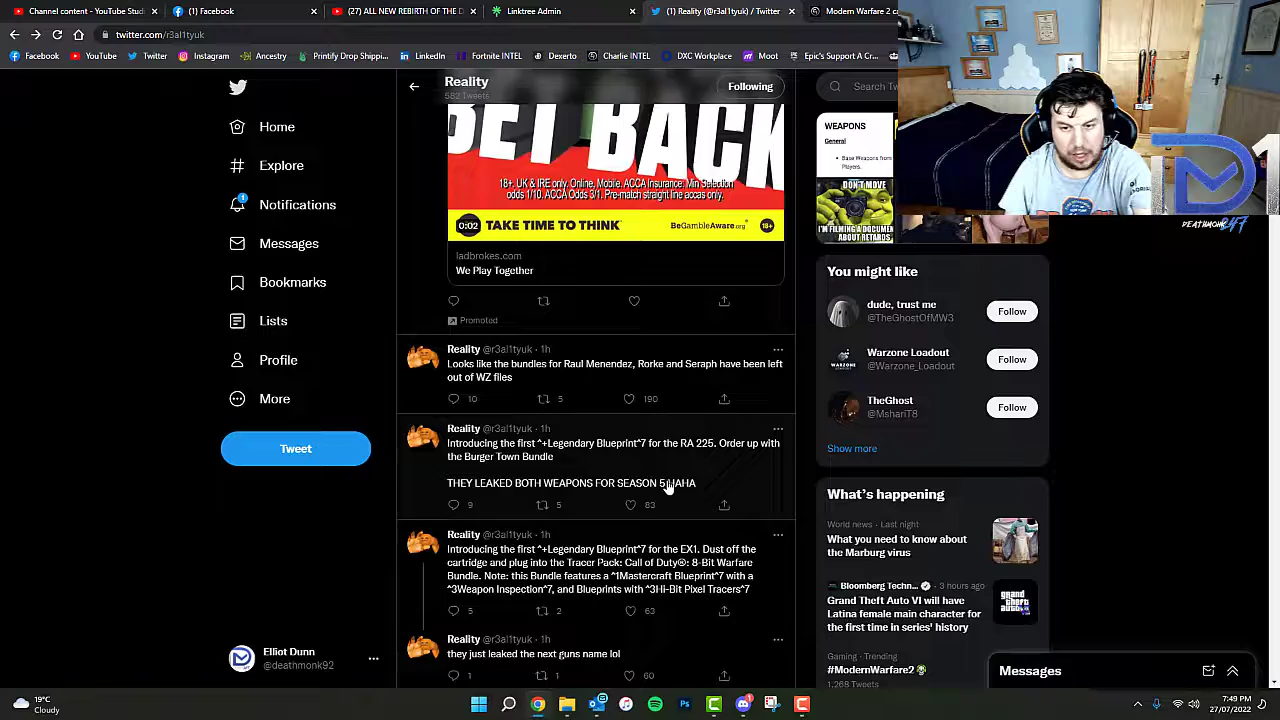 Channel content - YouTube Stud
(1) Facebook
(27) ALL NEW REBIRTH OF THE D
Linktree Admin
(1) Reality (@r3al1tyuk) / Twitter
Modern Warfare 2 c
twitter.com/r3al1tyuk
Facebook
YouTube
Twitter
Instagram
Printify Drop Shippi...
LinkedIn
Fortnite INTEL
Dexerto
Charlie INTEL
DXC Workplace
Moot
Epic's Support A Cr...
Reality
582 Tweets
Following
Search Tw
Home
Explore
1
Notifications
Messages
Bookmarks
Lists
Profile
More
Tweet
Elliot Dunn
@deathmonk92
BET BACK
18+. UK & IRE only. Online, Mobile. ACCA Insurance: Min Selection
odds 1/10. ACCA Odds 3/1. Pre-match straight line accas only.
0:02 TAKE TIME TO THINK
BeGambleAware.org
18+
ladbrokes.com
We Play Together
Promoted
Reality @r3al1tyuk · 1h
Looks like the bundles for Raul Menendez, Rorke and Seraph have been left
out of WZ files
10 5 190
Reality @r3al1tyuk · 1h
Introducing the first ^+Legendary Blueprint^7 for the RA 225. Order up with
the Burger Town Bundle
THEY LEAKED BOTH WEAPONS FOR SEASON 5 HAHA
9 5 83
Reality @r3al1tyuk · 1h
Introducing the first ^+Legendary Blueprint^7 for the EX1. Dust off the
cartridge and plug into the Tracer Pack: Call of Duty®: 8-Bit Warfare
Bundle. Note: this Bundle features a ^1Mastercraft Blueprint^7 with a
^3Weapon Inspection^7, and Blueprints with ^3Hi-Bit Pixel Tracers^7
5 2 63
Reality @r3al1tyuk · 1h
they just leaked the next guns name lol
1 1 60
WEAPONS
General
Base Weapons from
Players.
DON'T MOVE
I'M FILMING A DOCUMEN
ABOUT RETARDS
DEATHMONK 247
You might like
dude, trust me
@TheGhostOfMW3
Follow
Warzone Loadout
@Warzone_Loadout
Follow
TheGhost
@MshariT8
Follow
Show more
What's happening
World news · Last night
What you need to know about
the Marburg virus
Bloomberg Techn... · 3 hours ago
Grand Theft Auto VI will have
Latina female main character for
the first time in series' history
Gaming · Trending
#ModernWarfare2
1,268 Tweets
Messages
19°C
Cloudy
7:49 PM
27/07/2022